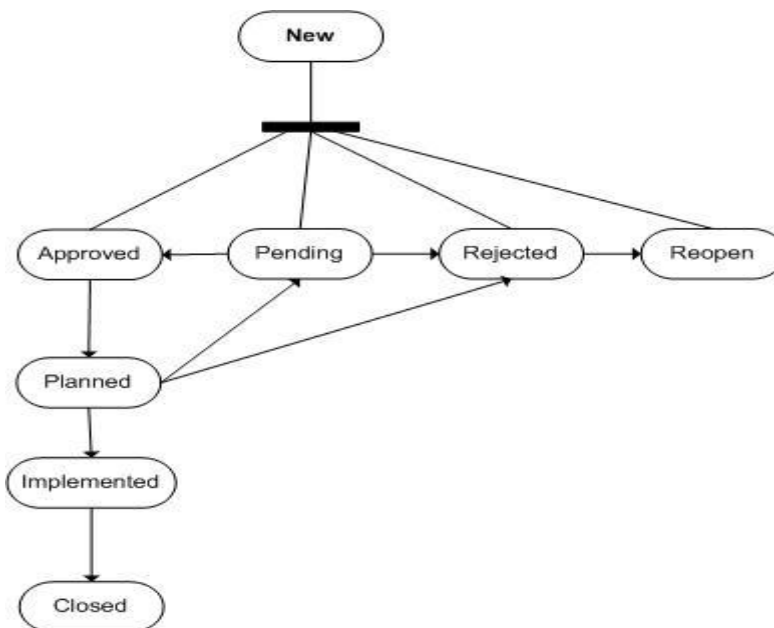 New
Approved
Pending
Rejected
Reopen
Planned
Implemented
Closed